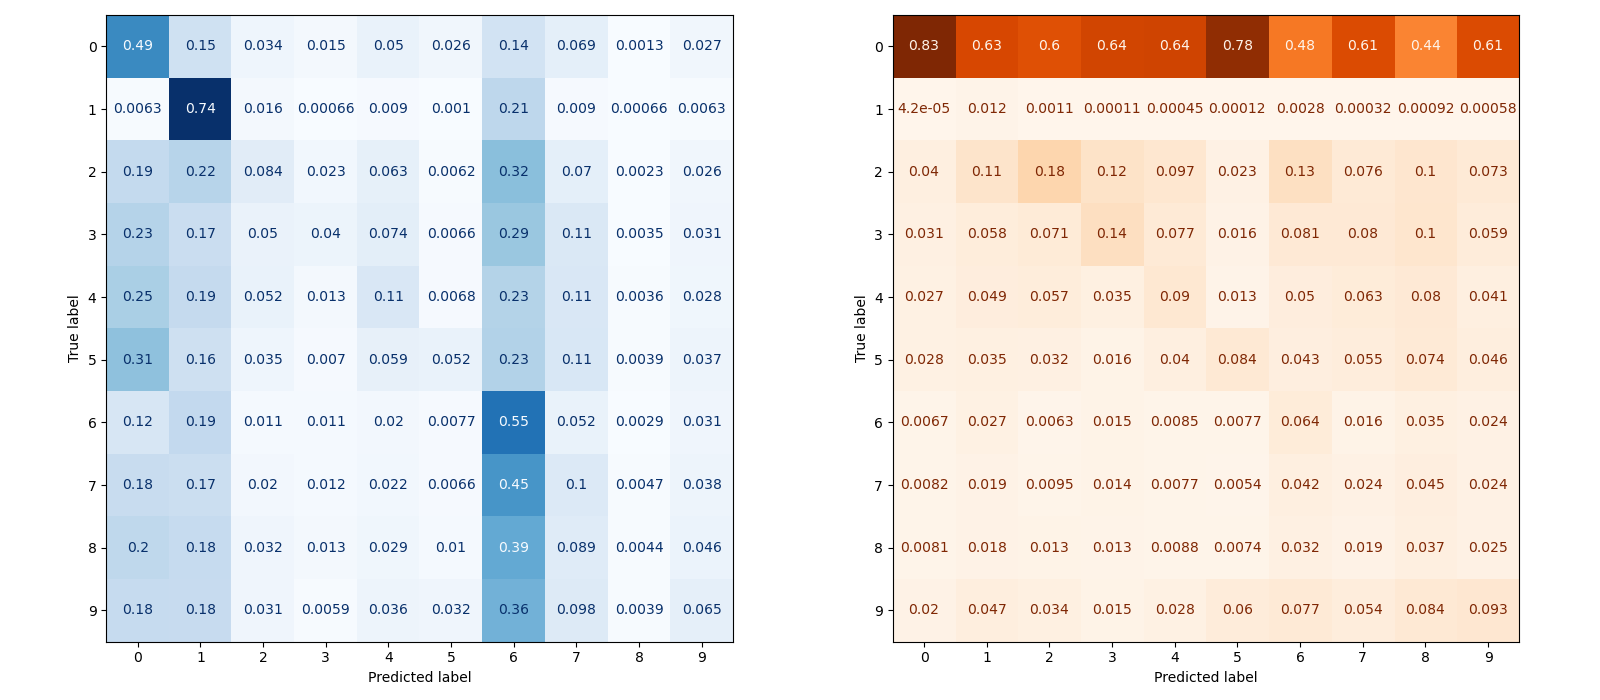 0 0.49 0.15 0.034 0.015 0.05 0.026 0.14 0.069 0.0013 0.027
1 0.0063 0.74 0.016 0.00066 0.009 0.001 0.21 0.009 0.00066 0.0063
2 0.19 0.22 0.084 0.023 0.063 0.0062 0.32 0.07 0.0023 0.026
3 0.23 0.17 0.05 0.04 0.074 0.0066 0.29 0.11 0.0035 0.031
4 0.25 0.19 0.052 0.013 0.11 0.0068 0.23 0.11 0.0036 0.028
True label
5 0.31 0.16 0.035 0.007 0.059 0.052 0.23 0.11 0.0039 0.037
6 0.12 0.19 0.011 0.011 0.02 0.0077 0.55 0.052 0.0029 0.031
7 0.18 0.17 0.02 0.012 0.022 0.0066 0.45 0.1 0.0047 0.038
8 0.2 0.18 0.032 0.013 0.029 0.01 0.39 0.089 0.0044 0.046
9 0.18 0.18 0.031 0.0059 0.036 0.032 0.36 0.098 0.0039 0.065
0 1 2 3 4 5 6 7 8 9
Predicted label
0 0.83 0.63 0.6 0.64 0.64 0.78 0.48 0.61 0.44 0.61
1 4.2e-05 0.012 0.0011 0.00011 0.00045 0.00012 0.0028 0.00032 0.00092 0.00058
2 0.04 0.11 0.18 0.12 0.097 0.023 0.13 0.076 0.1 0.073
3 0.031 0.058 0.071 0.14 0.077 0.016 0.081 0.08 0.1 0.059
4 0.027 0.049 0.057 0.035 0.09 0.013 0.05 0.063 0.08 0.041
True label
5 0.028 0.035 0.032 0.016 0.04 0.084 0.043 0.055 0.074 0.046
6 0.0067 0.027 0.0063 0.015 0.0085 0.0077 0.064 0.016 0.035 0.024
7 0.0082 0.019 0.0095 0.014 0.0077 0.0054 0.042 0.024 0.045 0.024
8 0.0081 0.018 0.013 0.013 0.0088 0.0074 0.032 0.019 0.037 0.025
9 0.02 0.047 0.034 0.015 0.028 0.06 0.077 0.054 0.084 0.093
0 1 2 3 4 5 6 7 8 9
Predicted label